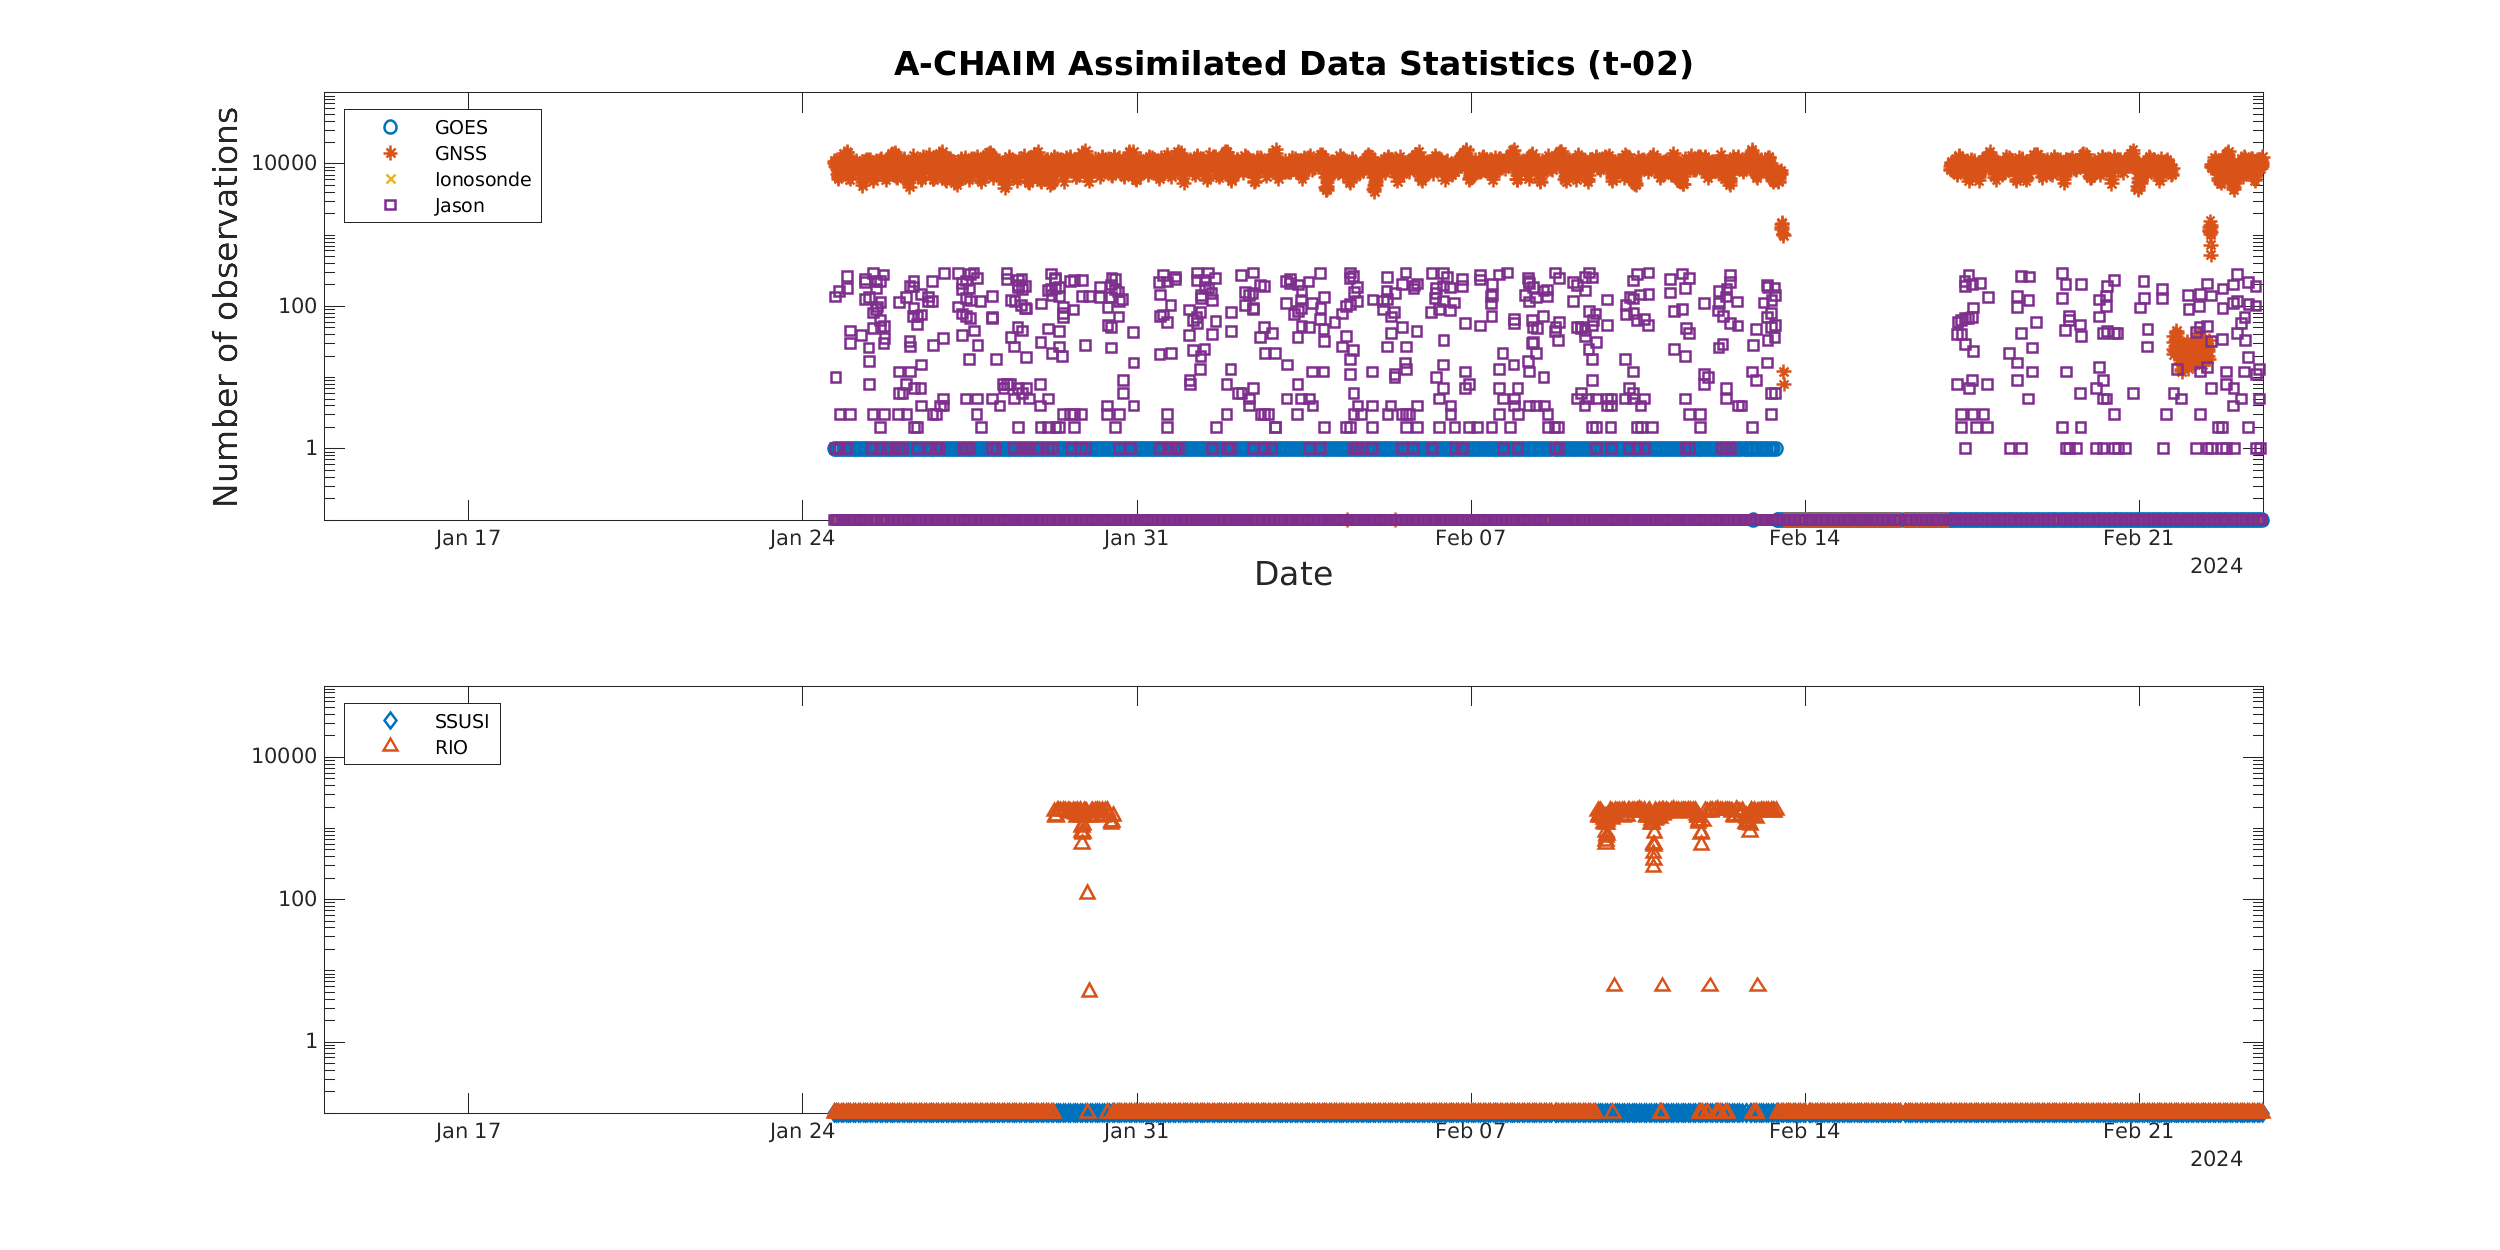 A-CHAIM Assimilated Data Statistics (t-02)
Number of observations
10000
100
1
GOES
GNSS
Ionosonde
Jason
Jan 17
Jan 24
Jan 31
Feb 07
Feb 14
Feb 21
2024
Date
10000
100
1
SSUSI
RIO
Jan 17
Jan 24
Jan 31
Feb 07
Feb 14
Feb 21
2024